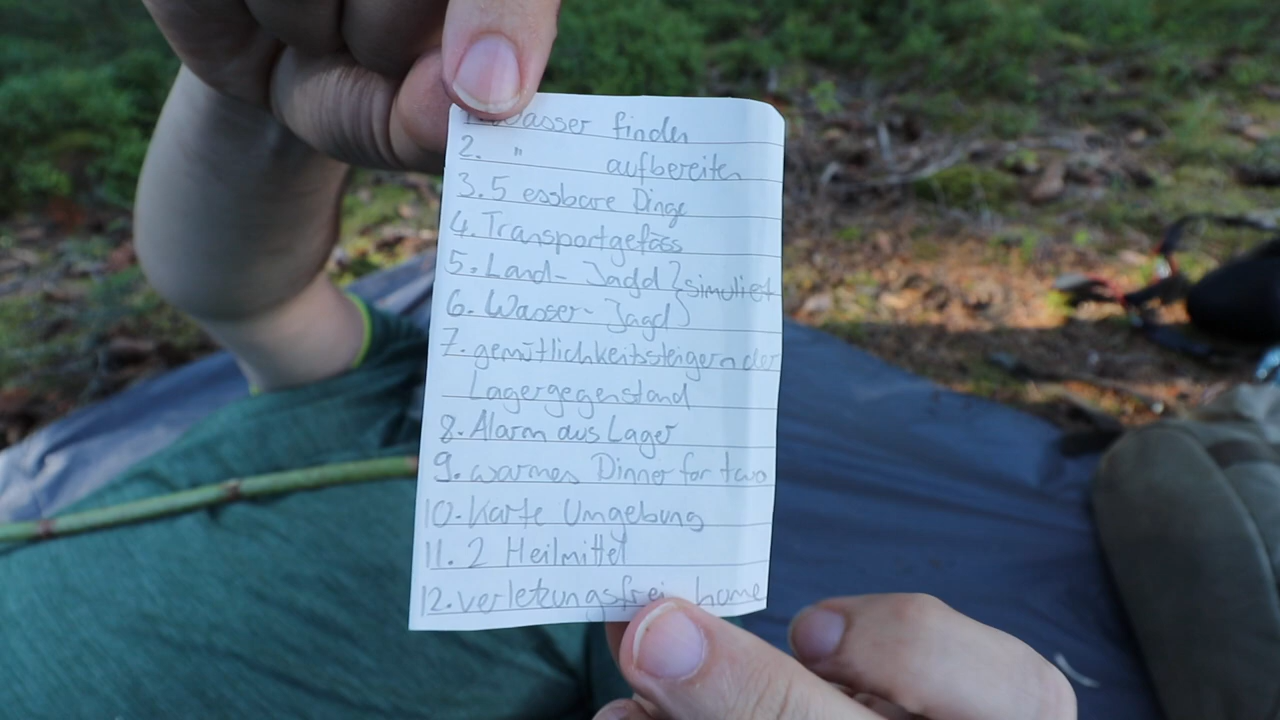 1. Wasser finden
2. " aufbereiten
3. 5 essbare Dinge
4. Transportgefäss
5. Land- Jagd } simuliert
6. Wasser- Jagd }
7. gemütlichkeitssteigernder
Lagergegenstand
8. Alarm aus Lager
9. warmes Dinner for two
10. Karte Umgebung
11. 2 Heilmittel
12. verletzungsfrei home